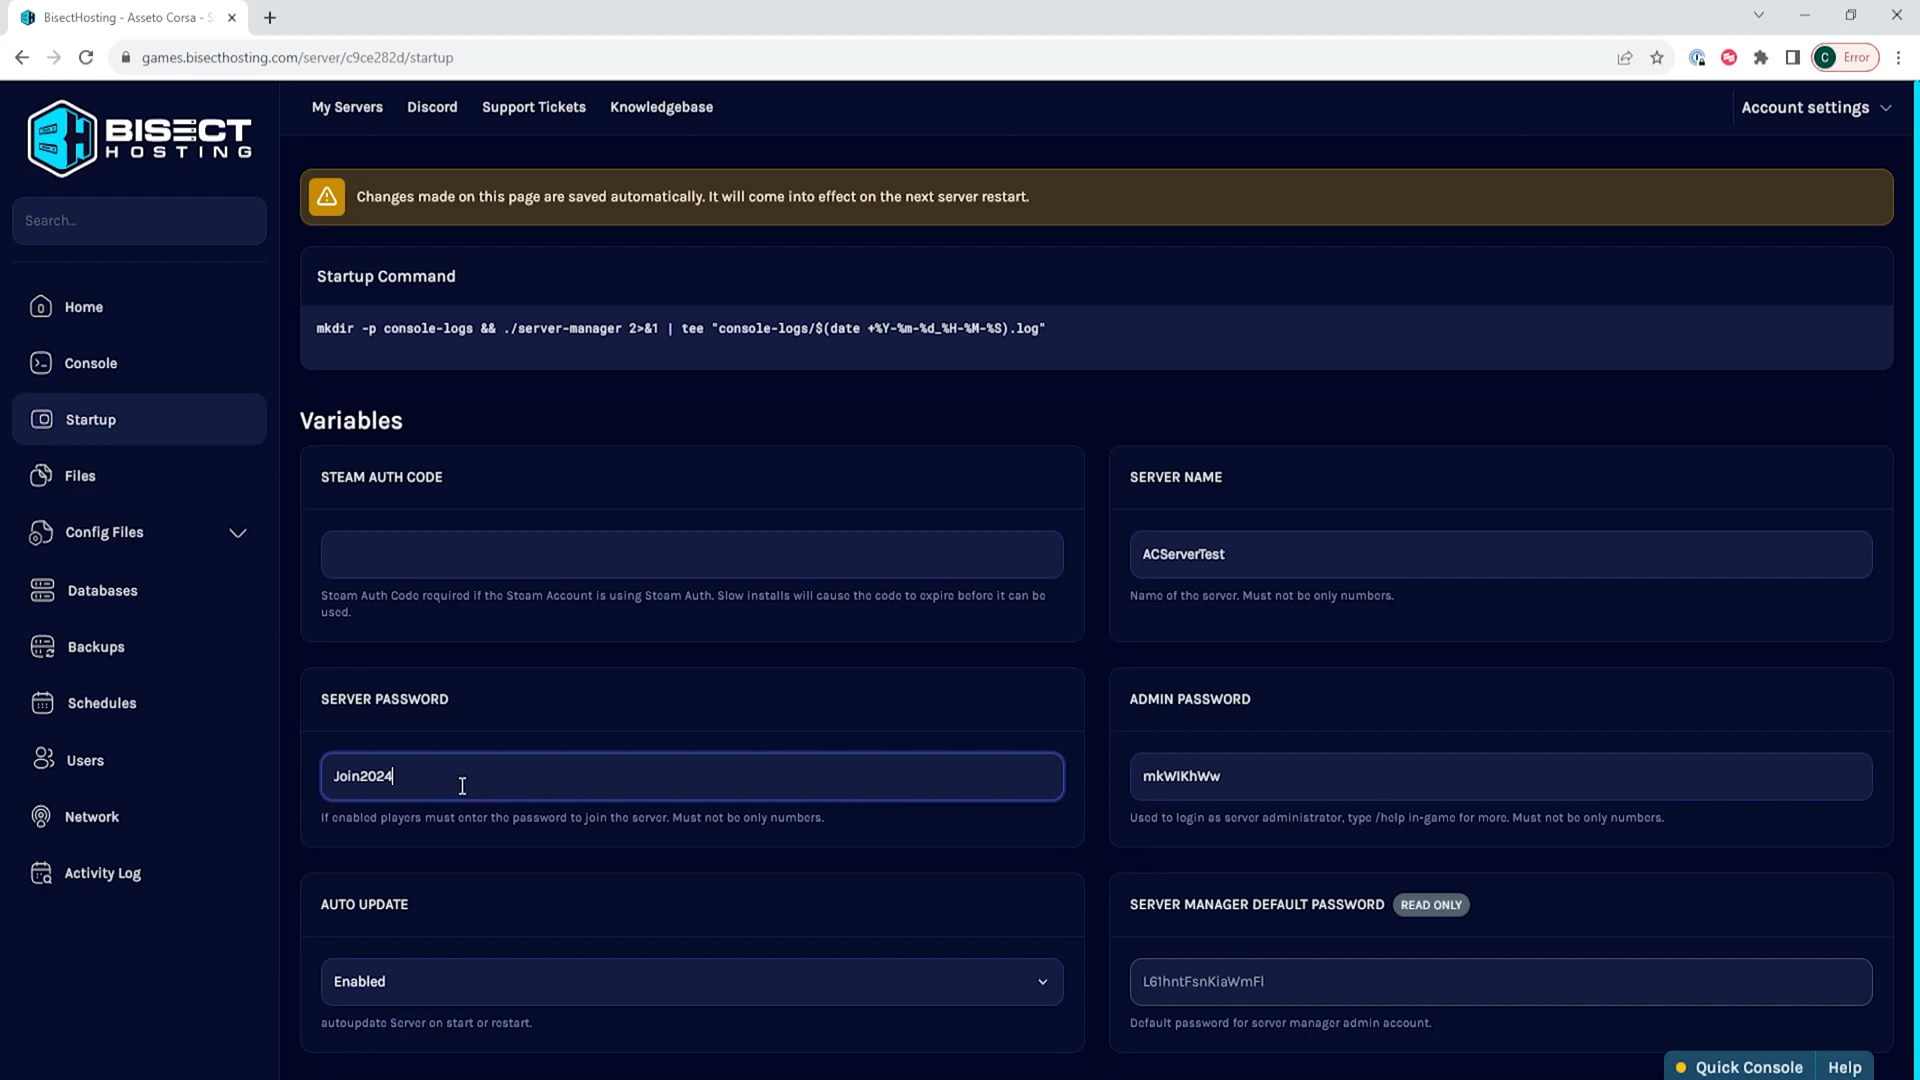 BisectHosting - Asseto Corsa - S
games.bisecthosting.com/server/c9ce282d/startup
C Error
BISECT
HOSTING
My Servers Discord Support Tickets Knowledgebase
Account settings
Search...
Changes made on this page are saved automatically. It will come into effect on the next server restart.
Home
Console
Startup
Files
Config Files
Databases
Backups
Schedules
Users
Network
Activity Log
Startup Command
mkdir -p console-logs && ./server-manager 2>&1 | tee "console-logs/$(date +%Y-%m-%d_%H-%M-%S).log"
Variables
STEAM AUTH CODE
Steam Auth Code required if the Steam Account is using Steam Auth. Slow installs will cause the code to expire before it can be
used.
SERVER NAME
ACServerTest
Name of the server. Must not be only numbers.
SERVER PASSWORD
Join2024
If enabled players must enter the password to join the server. Must not be only numbers.
ADMIN PASSWORD
mkWIKhWw
Used to login as server administrator, type /help in-game for more. Must not be only numbers.
AUTO UPDATE
Enabled
autoupdate Server on start or restart.
SERVER MANAGER DEFAULT PASSWORD READ ONLY
L61hntFsnKiaWmFl
Default password for server manager admin account.
Quick Console Help